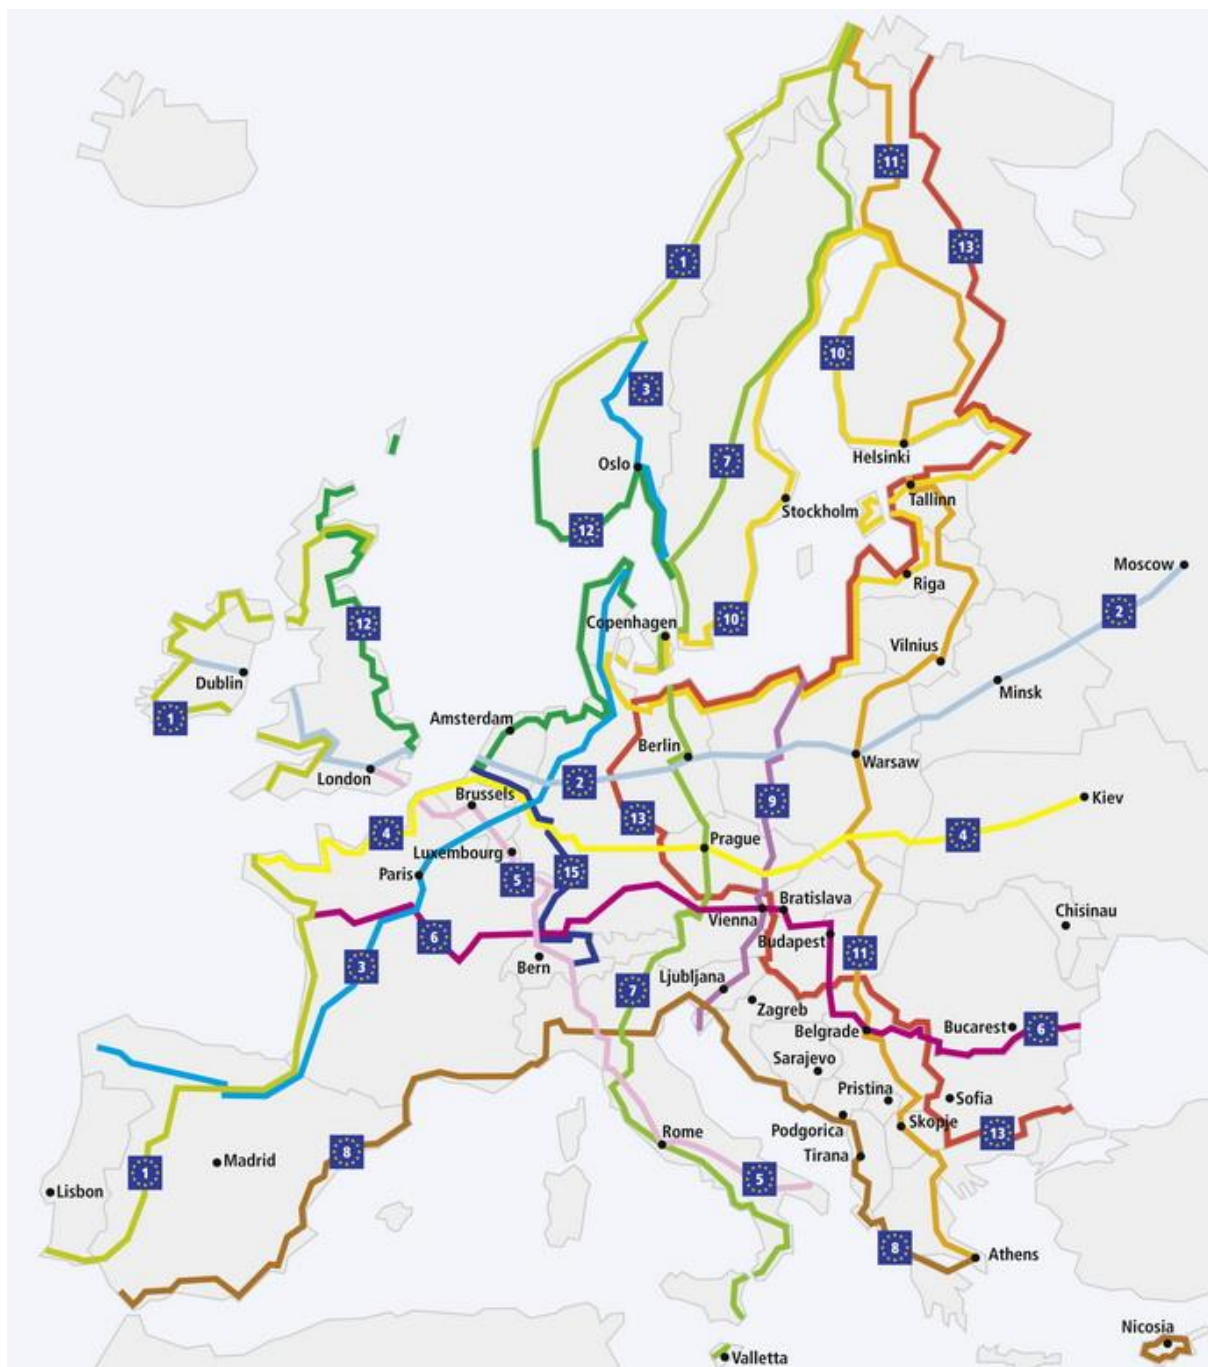 11
13
1
10
3
Oslo
7
Helsinki
Tallinn
Stockholm
12
Moscow
Riga
2
12
10
Copenhagen
Vilnius
Dublin
Minsk
1
Amsterdam
Berlin
Warsaw
London
2
Kiev
Brussels
9
13
4
4
Prague
Luxembourg
Paris
5
15
Bratislava
Vienna
Chisinau
6
Budapest
11
Bern
3
Ljubljana
7
Zagreb
Belgrade
Bucarest
6
Sarajevo
Pristina
Sofia
Podgorica
Skopje
Rome
13
8
Tirana
Madrid
1
5
Lisbon
8
Athens
Nicosia
Valletta